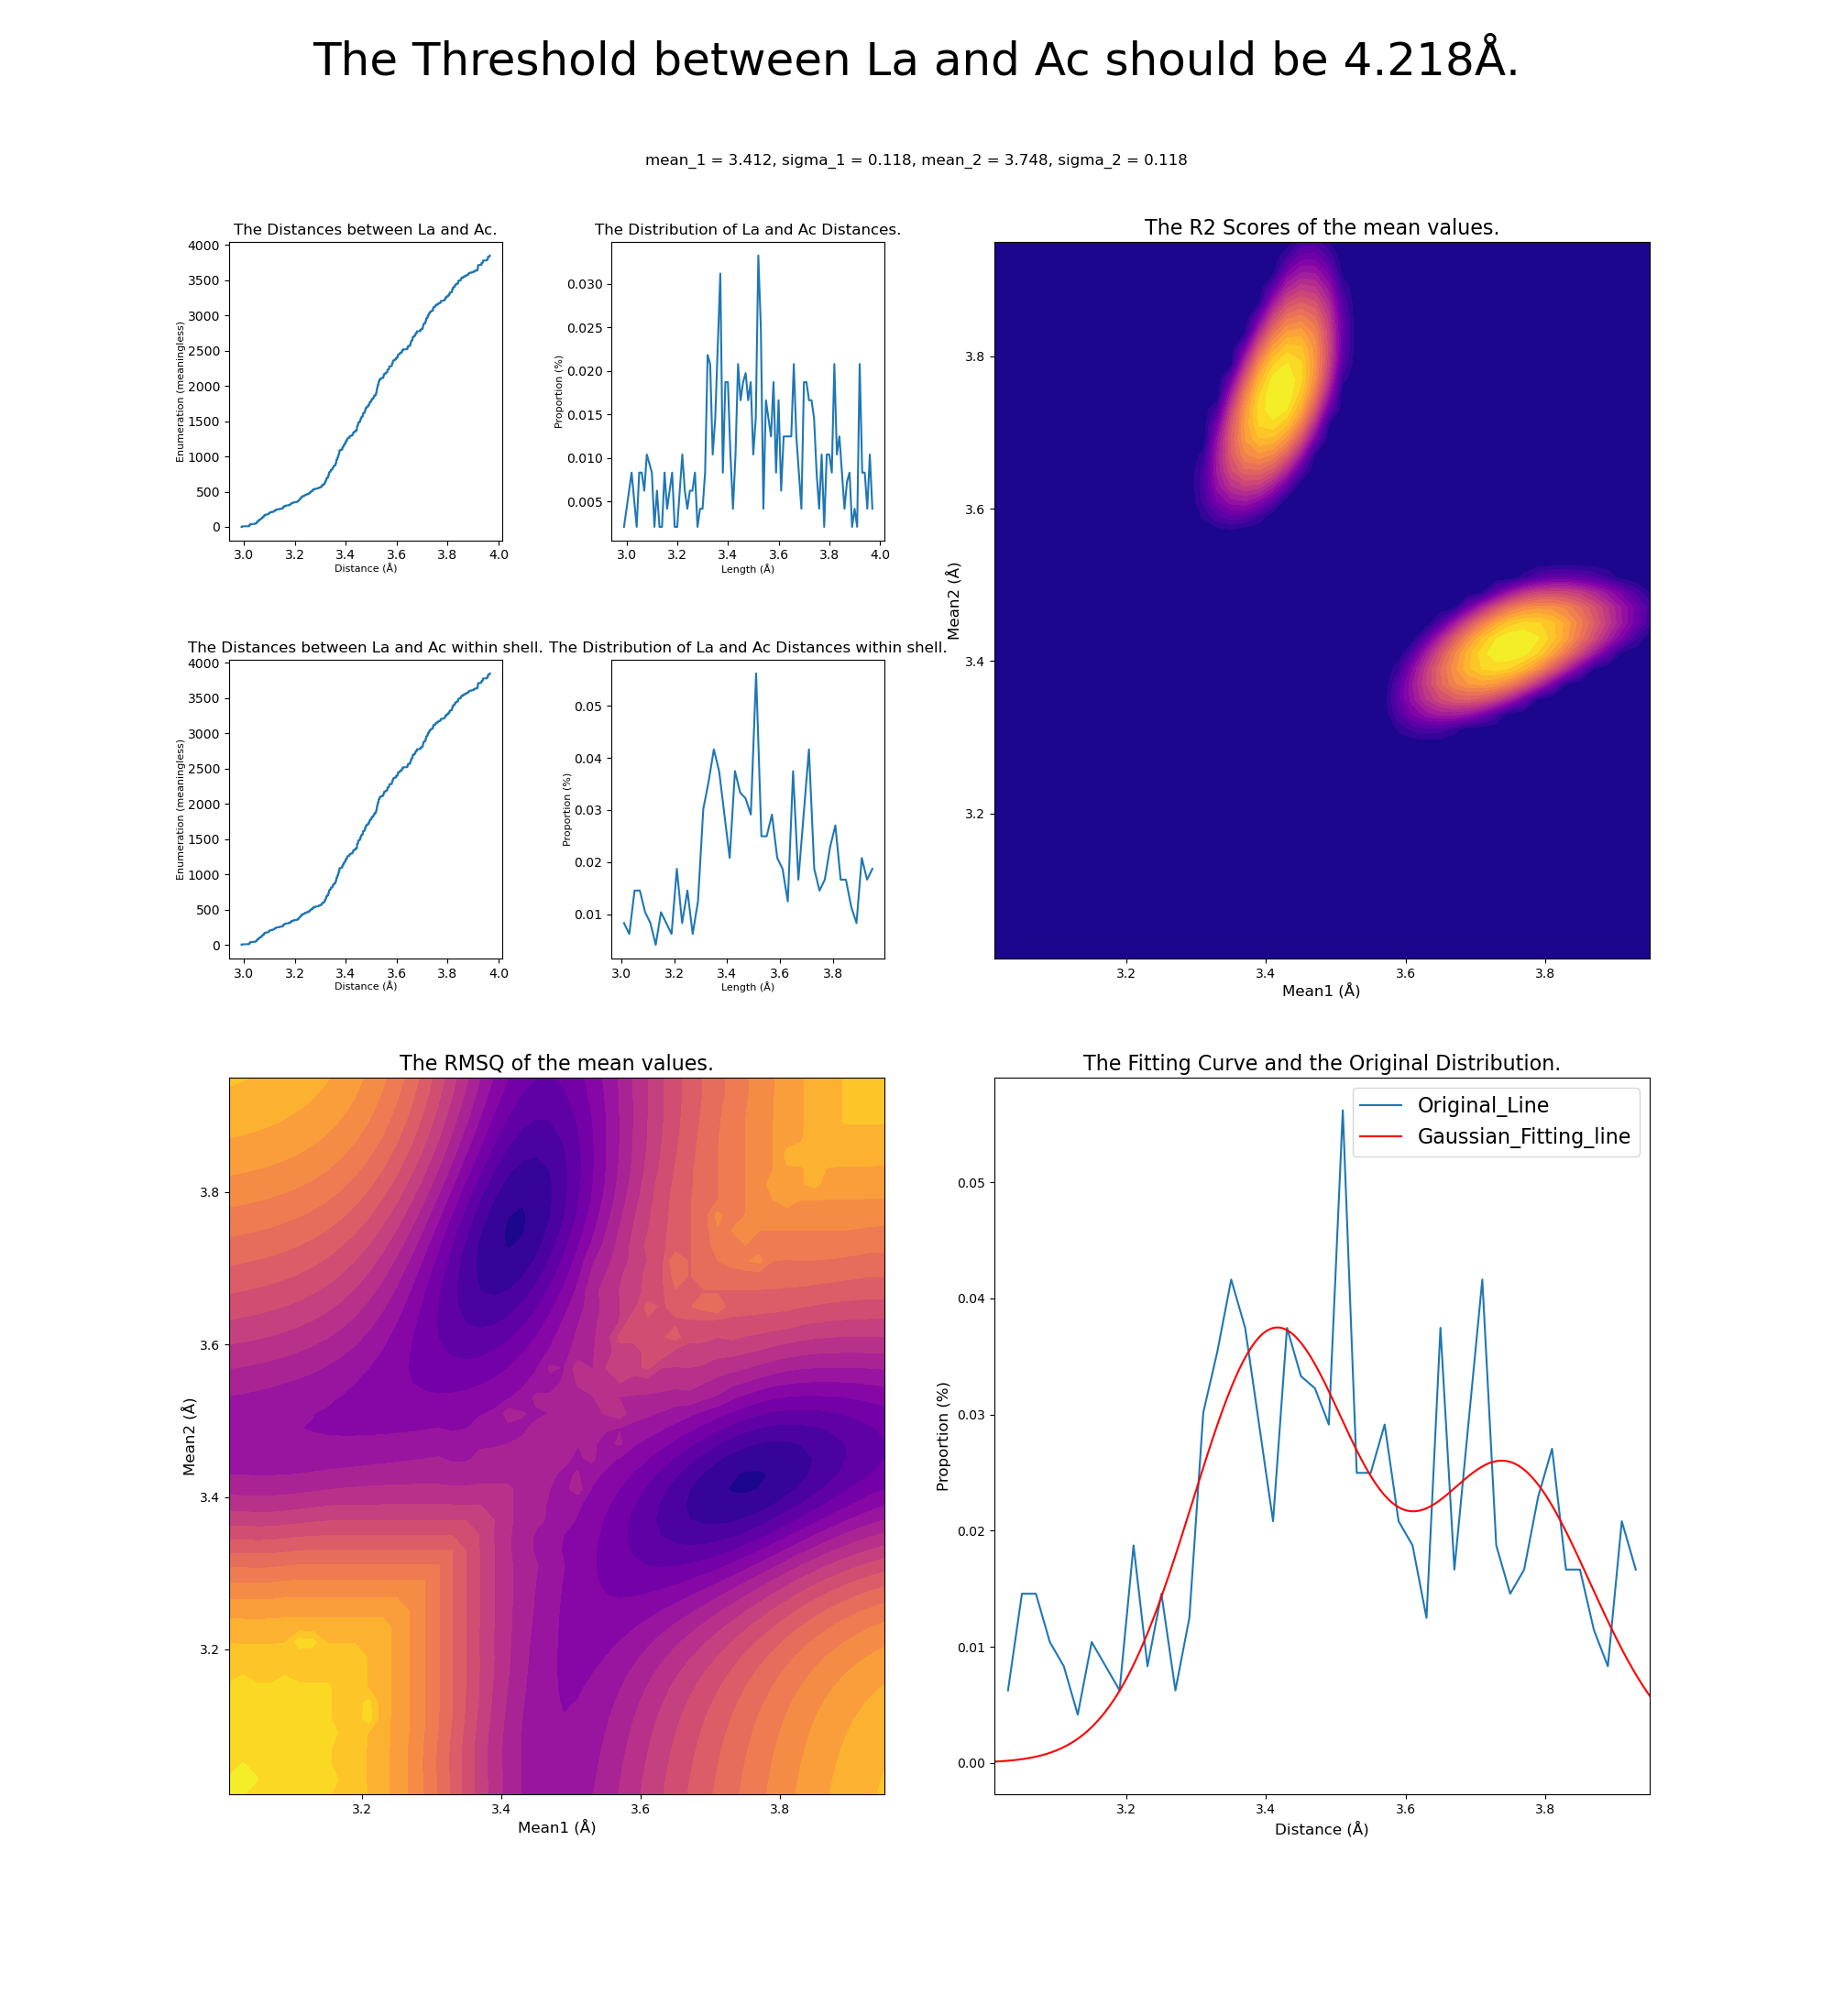 The Threshold between La and Ac should be 4.218Å.
mean_1 = 3.412, sigma_1 = 0.118, mean_2 = 3.748, sigma_2 = 0.118
The Distances between La and Ac.
Enumeration (meaningless)
4000
3500
3000
2500
2000
1500
1000
500
0
3.0 3.2 3.4 3.6 3.8 4.0
Distance (Å)
The Distribution of La and Ac Distances.
Proportion (%)
0.030
0.025
0.020
0.015
0.010
0.005
3.0 3.2 3.4 3.6 3.8 4.0
Length (Å)
The R2 Scores of the mean values.
Mean2 (Å)
3.8
3.6
3.4
3.2
3.2 3.4 3.6 3.8
Mean1 (Å)
The Distances between La and Ac within shell.
Enumeration (meaningless)
4000
3500
3000
2500
2000
1500
1000
500
0
3.0 3.2 3.4 3.6 3.8 4.0
Distance (Å)
The Distribution of La and Ac Distances within shell.
Proportion (%)
0.05
0.04
0.03
0.02
0.01
3.0 3.2 3.4 3.6 3.8
Length (Å)
The RMSQ of the mean values.
Mean2 (Å)
3.8
3.6
3.4
3.2
3.2 3.4 3.6 3.8
Mean1 (Å)
The Fitting Curve and the Original Distribution.
Original_Line
Gaussian_Fitting_line
Proportion (%)
0.05
0.04
0.03
0.02
0.01
0.00
3.2 3.4 3.6 3.8
Distance (Å)